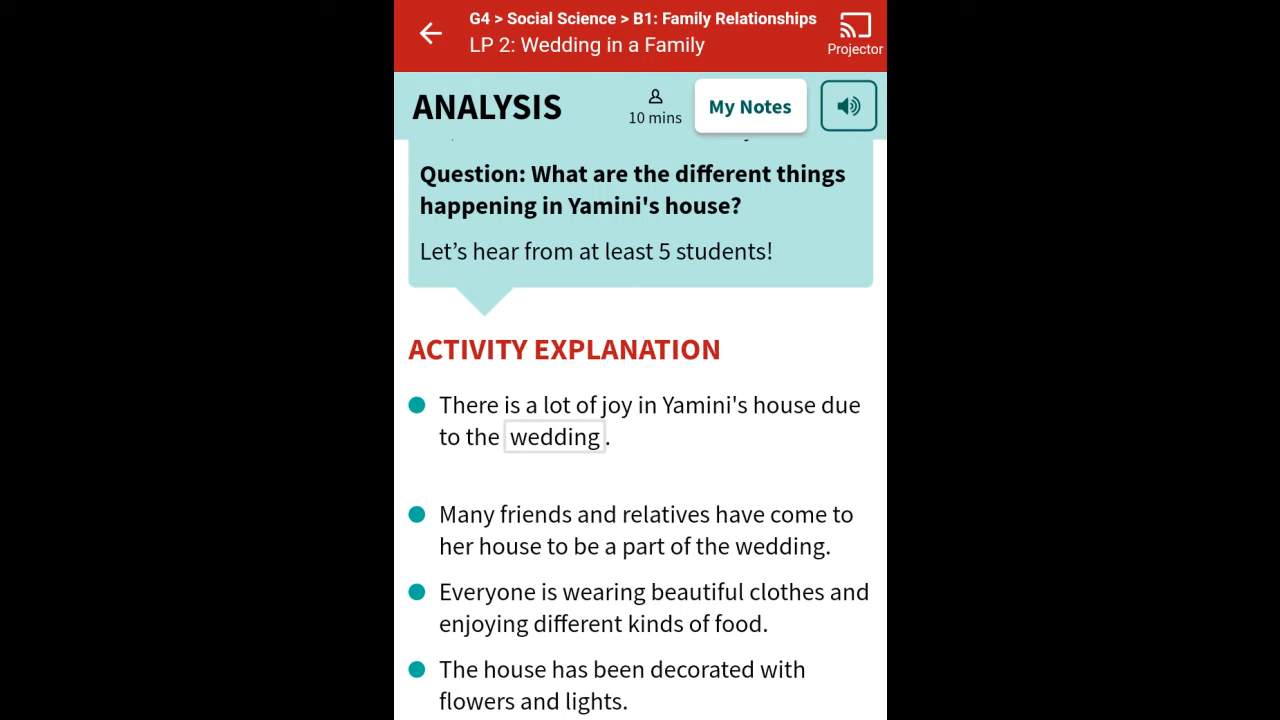 G4 > Social Science > B1: Family Relationships
LP 2: Wedding in a Family
Projector
ANALYSIS
10 mins
My Notes
Question: What are the different things
happening in Yamini's house?
Let’s hear from at least 5 students!
ACTIVITY EXPLANATION
There is a lot of joy in Yamini's house due
to the wedding.
Many friends and relatives have come to
her house to be a part of the wedding.
Everyone is wearing beautiful clothes and
enjoying different kinds of food.
The house has been decorated with
flowers and lights.